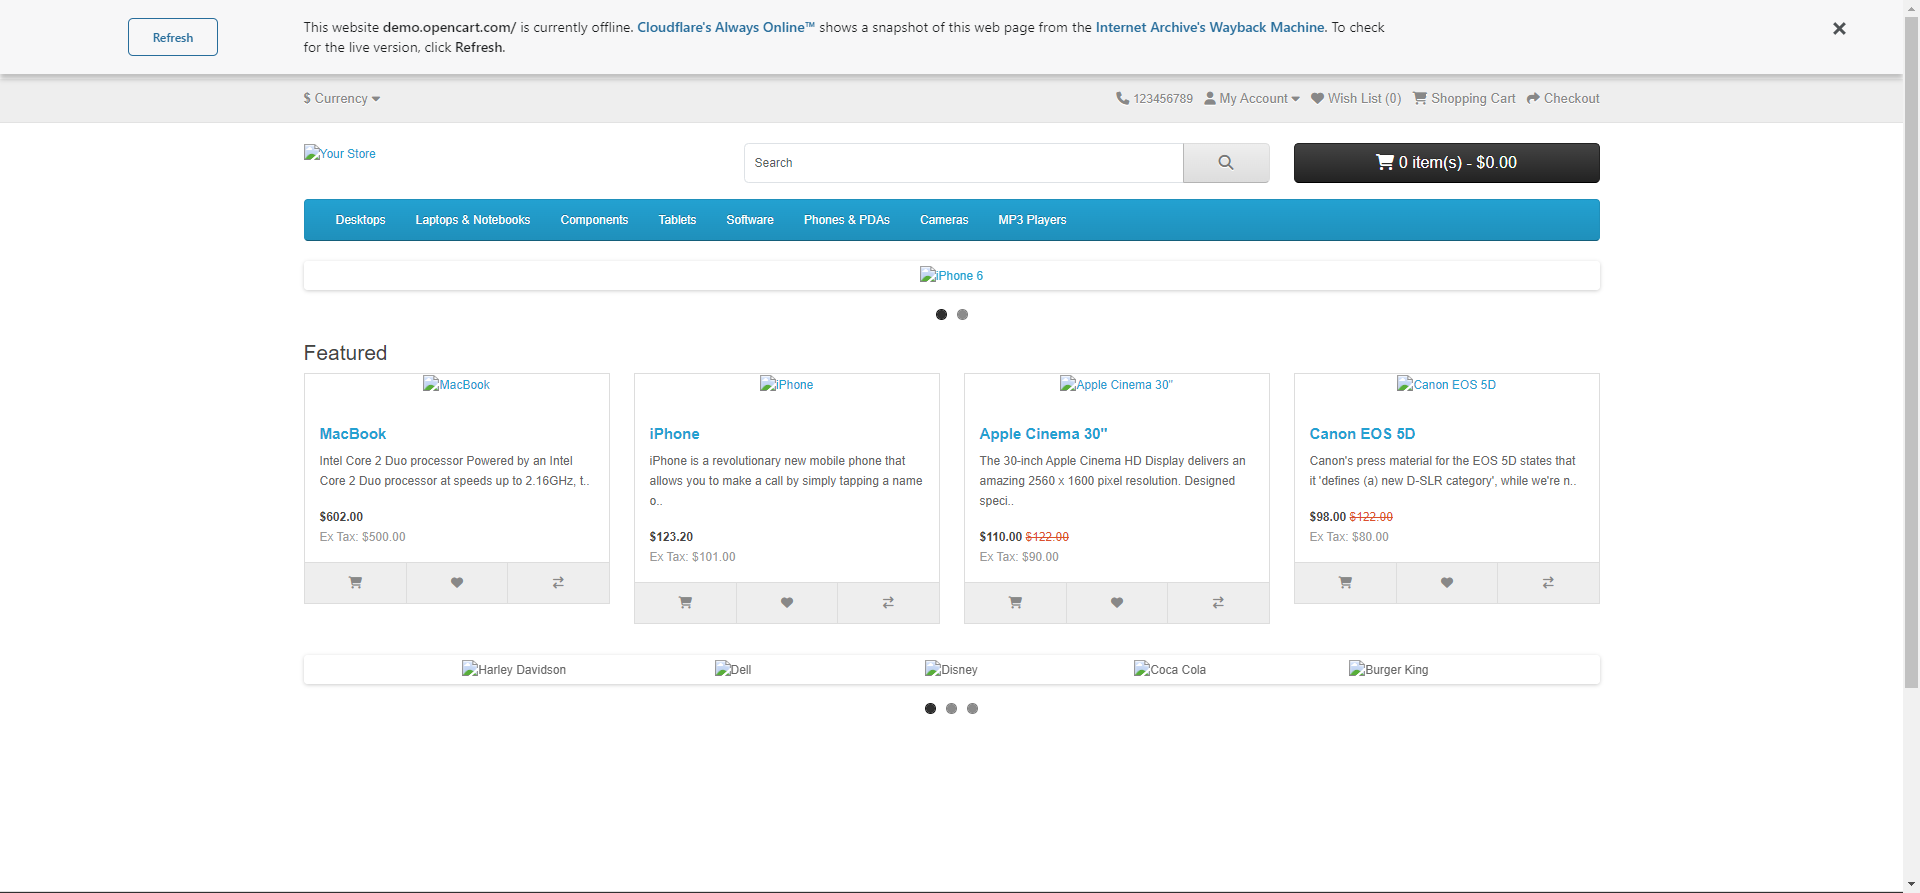 Refresh
This website demo.opencart.com/ is currently offline. Cloudflare's Always Online™ shows a snapshot of this web page from the Internet Archive's Wayback Machine. To check
for the live version, click Refresh.
$ Currency
123456789 My Account Wish List (0) Shopping Cart Checkout
Your Store
Search
0 item(s) - $0.00
Desktops Laptops & Notebooks Components Tablets Software Phones & PDAs Cameras MP3 Players
iPhone 6
Featured
MacBook
MacBook
Intel Core 2 Duo processor Powered by an Intel
Core 2 Duo processor at speeds up to 2.16GHz, t..
$602.00
Ex Tax: $500.00
iPhone
iPhone
iPhone is a revolutionary new mobile phone that
allows you to make a call by simply tapping a name
o..
$123.20
Ex Tax: $101.00
Apple Cinema 30"
Apple Cinema 30"
The 30-inch Apple Cinema HD Display delivers an
amazing 2560 x 1600 pixel resolution. Designed
speci..
$110.00 $122.00
Ex Tax: $90.00
Canon EOS 5D
Canon EOS 5D
Canon's press material for the EOS 5D states that
it 'defines (a) new D-SLR category', while we're n..
$98.00 $122.00
Ex Tax: $80.00
Harley Davidson Dell Disney Coca Cola Burger King